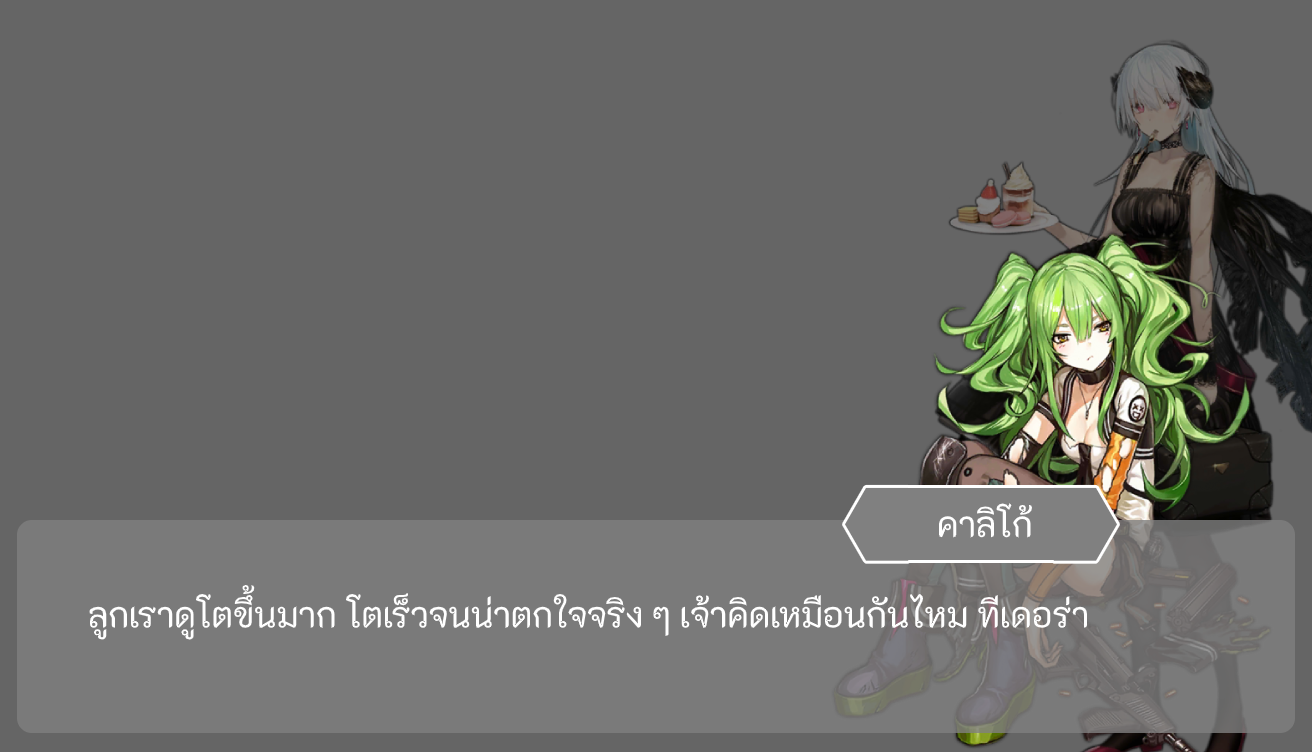 คาลิโก้
ลูกเราดูโตขึ้นมาก โตเร็วจนน่าตกใจจริง ๆ เจ้าคิดเหมือนกันไหม ทีเดอร่า